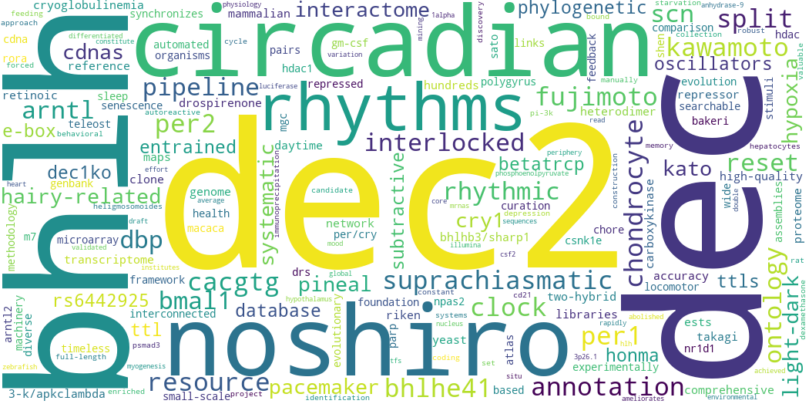 cryoglobulinemia
feeding
physiology
differentiated
approach
constitute
cdna
rpra
forced
cdnas
reference
retinoic
sleep
senescence
teleost
behavioral
arntl
e-box
dec1ko
maps
genbank
clone
hairy-related
heligmosomoides
draft
m7
microarray
validated
transcriptome
methodology
rs6442925
framework
arntl2
interconnected
ttl
machinery
diverse
timeless
full-length
psmad3
zebrafish
myogenesis
enriched
3-k/apkclambda
heart
bhlh
circadian
synchronizes
mammalian
interactome
phylogenetic
scn
split
automated
organisms
pairs
gm-csf
variation
links
sato
feedback
shen
comparison
collection
hdac
robust
anhydrase-9
starvation
bound
mining
1alpha
discovery
cycle
luciferase
pipeline
rhythms
hdac1
repressed
hundreds
polygyrus
drospirenone
mgc
autoreactive
per2
entrained
daytime
interlocked
fujimoto
heterodimer
pi-3k
read
kawamoto
oscillators
hypoxia
manually
valuable
evolution
repressor
searchable
memory
bakeri
hepatocytes
stimuli
dec2
dec
genome
average
health
macaca
systematic
immunoprecipitation
candidate
network
per/cry
subtractive
betatrcp
phosphoenolpyruvate
periphery
rhythmic
core
mrnas
curation
sequences
depression
bhlhb3/sharp1
illumina
csf2
cry1
csnk1e
chore
construction
chondrocyte
kato
wide
double
carboxykinase
high-quality
reset
assemblies
proteome
rat
dexamethasone
accuracy
ttls
locomotor
ontology
light-dark
ests
takagi
nr1d1
abolished
dbp
cacgtg
bmal1
drs
pineal
mood
global
suprachiasmatic
hypothalamus
constant
cd21
npas2
two-hybrid
clock
foundation
systems
riken
nucleus
parp
tfs
coding
yeast
set
rapidly
libraries
atlas
situ
per1
honma
experimentally
3p26.1
achieved
database
noshiro
evolutionary
resource
institutes
pacemaker
small-scale
project
identification
bhlhe41
based
annotation
ameliorates
comprehensive
environmental